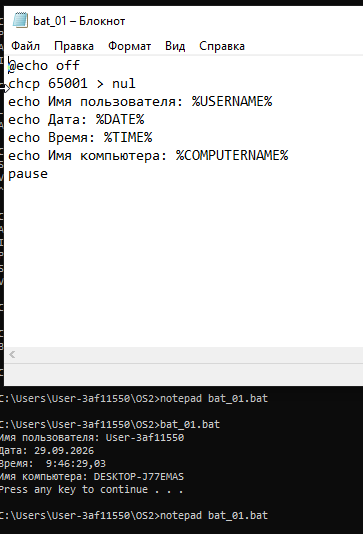 bat_01 – Блокнот
Файл Правка Формат Вид Справка
@echo off
chcp 65001 > nul
echo Имя пользователя: %USERNAME%
echo Дата: %DATE%
echo Время: %TIME%
echo Имя компьютера: %COMPUTERNAME%
pause
C:\Users\User-3af11550\OS2>notepad bat_01.bat
C:\Users\User-3af11550\OS2>bat_01.bat
Имя пользователя: User-3af11550
Дата: 29.09.2026
Время:  9:46:29,03
Имя компьютера: DESKTOP-J77EMAS
Press any key to continue . . .
C:\Users\User-3af11550\OS2>notepad bat_01.bat